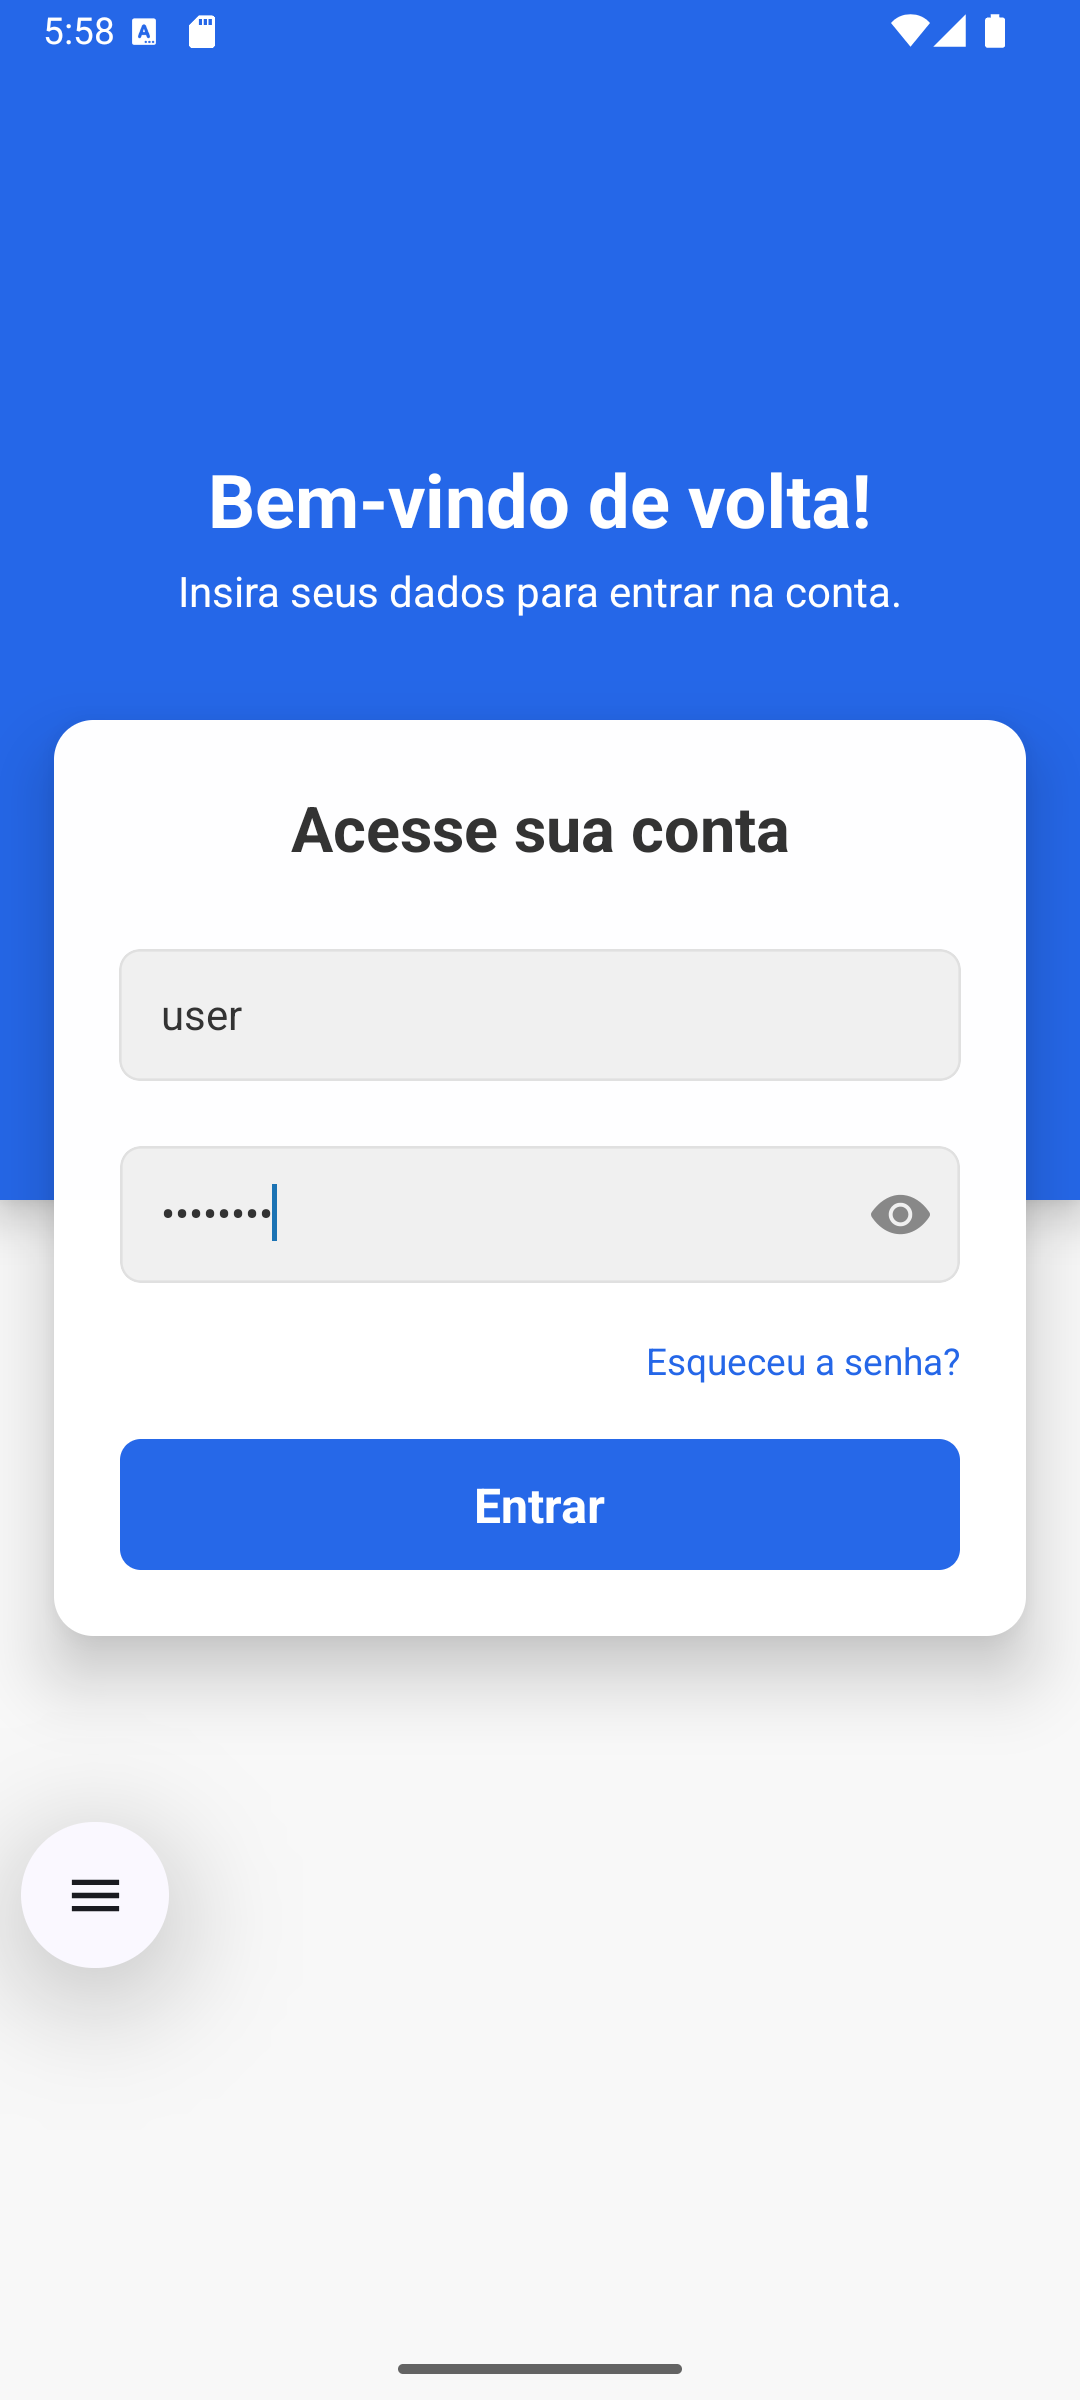 5:58
Bem-vindo de volta!
Insira seus dados para entrar na conta.
Acesse sua conta
user
••••••••
Esqueceu a senha?
Entrar